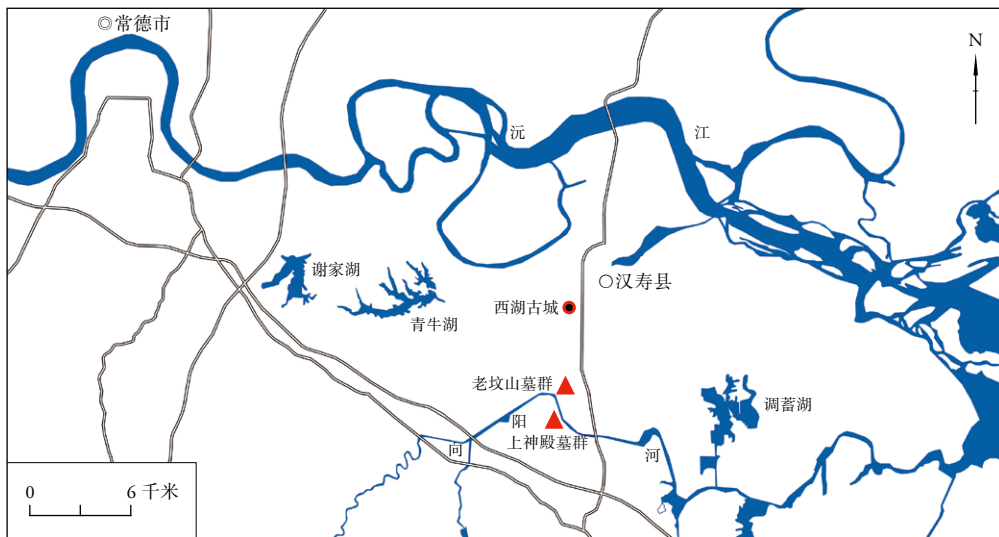 ◎常德市
N
沅
江
谢家湖
○汉寿县
西湖古城
青牛湖
老坟山墓群
调蓄湖
阳
上神殿墓群
问
河
0 6 千米